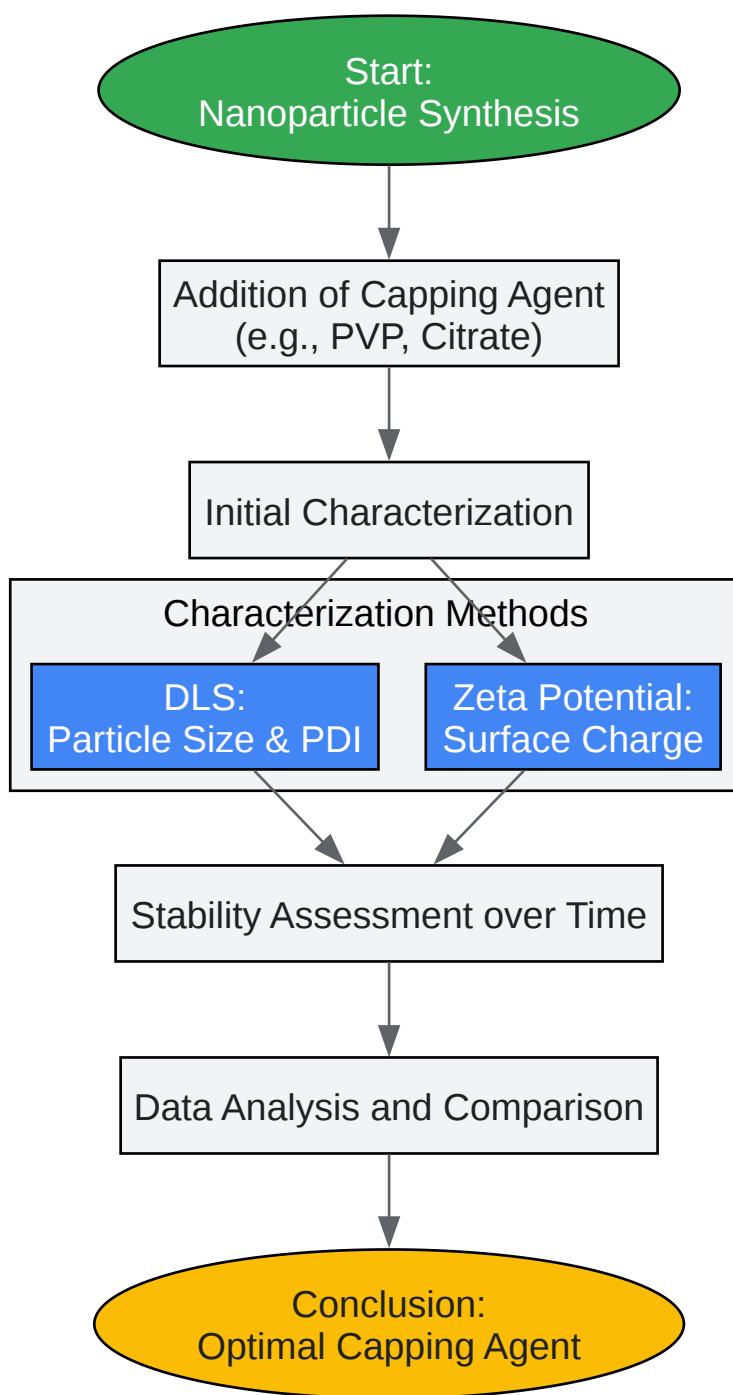 Start:
Nanoparticle Synthesis
Addition of Capping Agent
(e.g., PVP, Citrate)
Initial Characterization
Characterization Methods
DLS:
Particle Size & PDI
Zeta Potential:
Surface Charge
Stability Assessment over Time
Data Analysis and Comparison
Conclusion:
Optimal Capping Agent